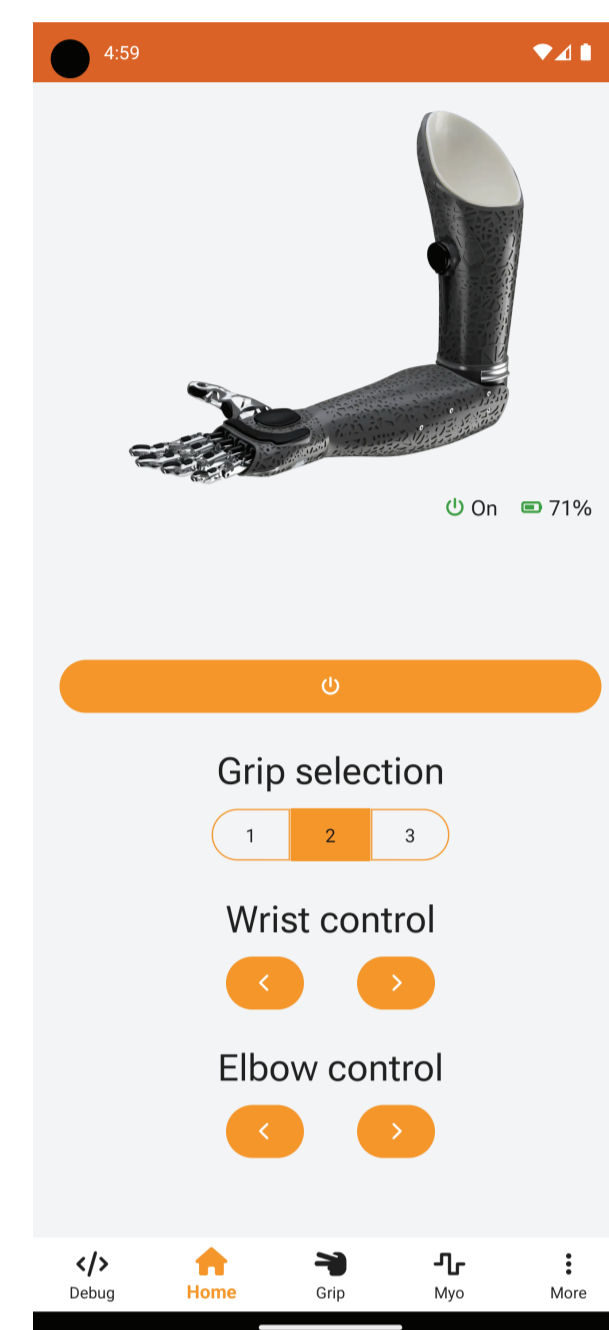 4:59
On 71%
Grip selection
1 2 3
Wrist control
Elbow control
Debug Home Grip Myo More